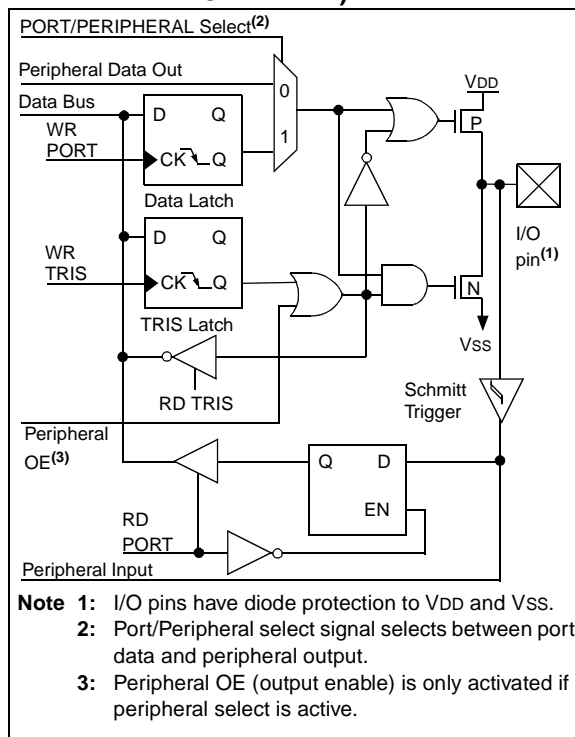 PORT/PERIPHERAL Select(2)
Peripheral Data Out
Data Bus
WR
PORT
D Q
CK Q
Data Latch
0
1
VDD
P
I/O
pin(1)
WR
TRIS
D Q
CK Q
TRIS Latch
N
VSS
RD TRIS
Schmitt
Trigger
Peripheral
OE(3)
Q D
EN
RD
PORT
Peripheral Input
Note 1: I/O pins have diode protection to VDD and VSS.
2: Port/Peripheral select signal selects between port
data and peripheral output.
3: Peripheral OE (output enable) is only activated if
peripheral select is active.